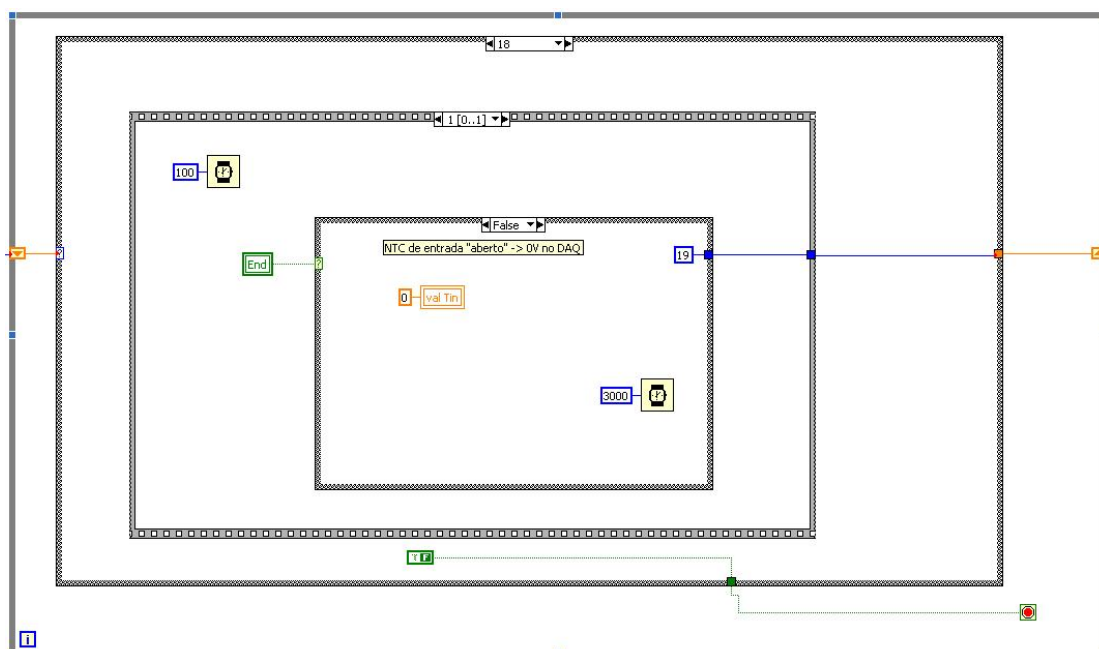 18
1 [0..1]
100
False
NTC de entrada "aberto" -> 0V no DAQ
?
End
?
19
0
val Tin
3000
T F
i